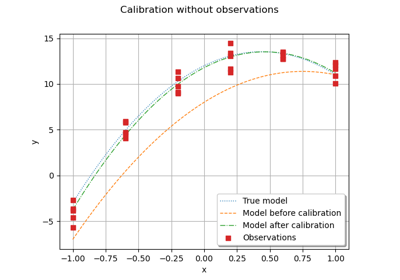 Calibration without observations
15
10
5
0
−5
y
−1.00 −0.75 −0.50 −0.25 0.00 0.25 0.50 0.75 1.00
x
True model
Model before calibration
Model after calibration
Observations